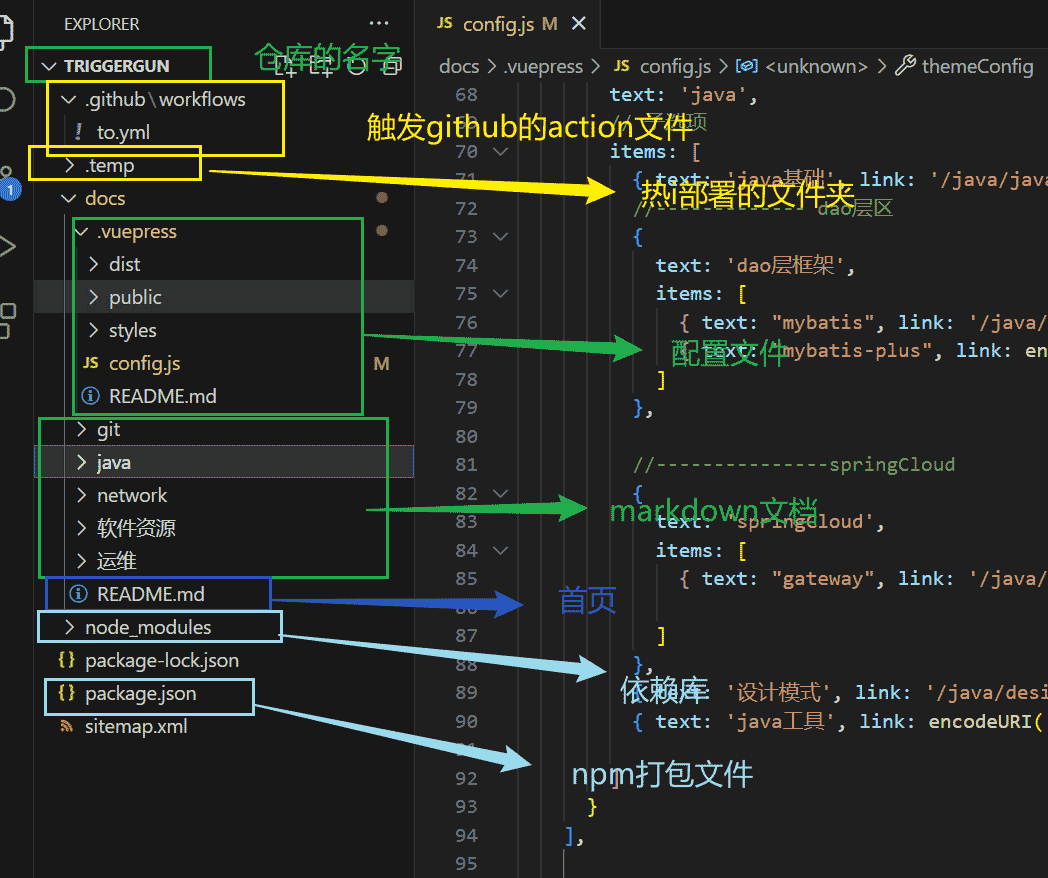 EXPLORER
TRIGGERGUN
仓库的名字
.github\workflows
! to.yml
.temp
docs
.vuepress
dist
public
styles
JS config.js M
README.md
git
java
network
软件资源
运维
README.md
node_modules
{} package-lock.json
{} package.json
sitemap.xml
1
触发github的action文件
热i部署的文件夹
配置文件
markdown文档
首页
依赖库
npm打包文件
JS config.js M
docs > .vuepress > JS config.js > <unknown> > themeConfig
68 text: 'java',
70 items: [
{ text: 'java基础', link: '/java/java
72 //--------------- dao层区
73 {
74 text: 'dao层框架',
75 items: [
76 { text: "mybatis", link: '/java/
77 { text: "mybatis-plus", link: en
78 ]
79 },
80
81 //---------------springCloud
82 {
83 text: 'springcloud',
84 items: [
85 { text: "gateway", link: '/java/
86
87 ]
88 },
89 { text: '设计模式', link: '/java/desi
90 { text: 'java工具', link: encodeURI(
92 ]
93 }
94 ],
95